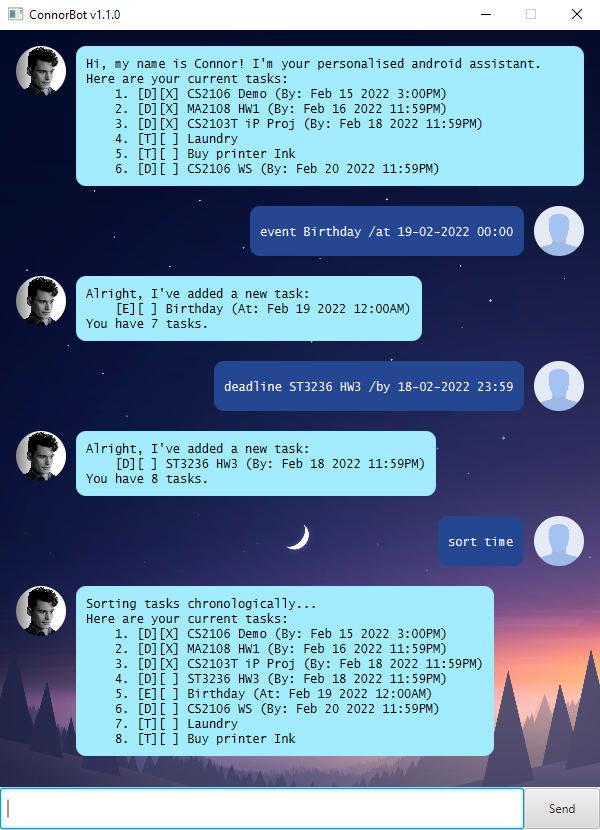 ConnorBot v1.1.0
Hi, my name is Connor! I'm your personalised android assistant.
Here are your current tasks:
1. [D][X] CS2106 Demo (By: Feb 15 2022 3:00PM)
2. [D][X] MA2108 HW1 (By: Feb 16 2022 11:59PM)
3. [D][X] CS2103T iP Proj (By: Feb 18 2022 11:59PM)
4. [T][ ] Laundry
5. [T][ ] Buy printer Ink
6. [D][ ] CS2106 WS (By: Feb 20 2022 11:59PM)
event Birthday /at 19-02-2022 00:00
Alright, I've added a new task:
[E][ ] Birthday (At: Feb 19 2022 12:00AM)
You have 7 tasks.
deadline ST3236 HW3 /by 18-02-2022 23:59
Alright, I've added a new task:
[D][ ] ST3236 HW3 (By: Feb 18 2022 11:59PM)
You have 8 tasks.
sort time
Sorting tasks chronologically...
Here are your current tasks:
1. [D][X] CS2106 Demo (By: Feb 15 2022 3:00PM)
2. [D][X] MA2108 HW1 (By: Feb 16 2022 11:59PM)
3. [D][X] CS2103T iP Proj (By: Feb 18 2022 11:59PM)
4. [D][ ] ST3236 HW3 (By: Feb 18 2022 11:59PM)
5. [E][ ] Birthday (At: Feb 19 2022 12:00AM)
6. [D][ ] CS2106 WS (By: Feb 20 2022 11:59PM)
7. [T][ ] Laundry
8. [T][ ] Buy printer Ink
Send